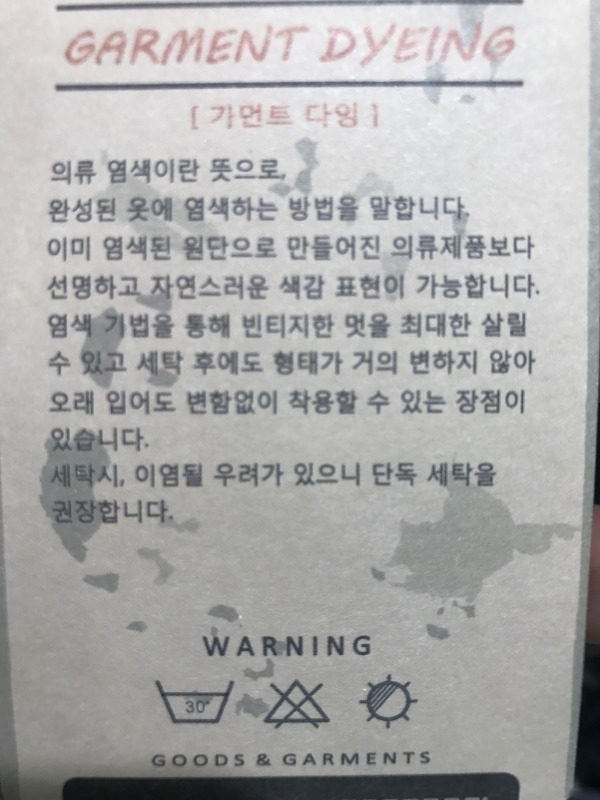 GARMENT DYEING
[ 가먼트 다잉 ]
의류 염색이란 뜻으로,
완성된 옷에 염색하는 방법을 말합니다.
이미 염색된 원단으로 만들어진 의류제품보다
선명하고 자연스러운 색감 표현이 가능합니다.
염색 기법을 통해 빈티지한 멋을 최대한 살릴
수 있고 세탁 후에도 형태가 거의 변하지 않아
오래 입어도 변함없이 착용할 수 있는 장점이
있습니다.
세탁시, 이염될 우려가 있으니 단독 세탁을
권장합니다.
WARNING
30°
GOODS & GARMENTS